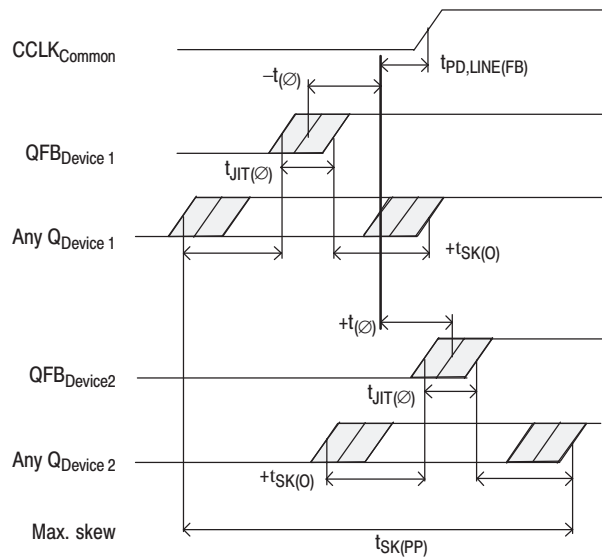 CCLKCommon
tPD,LINE(FB)
–t(∅)
QFBDevice 1
tJIT(∅)
Any QDevice 1
+tSK(O)
+t(∅)
QFBDevice2
tJIT(∅)
Any QDevice 2
+tSK(O)
Max. skew
tSK(PP)